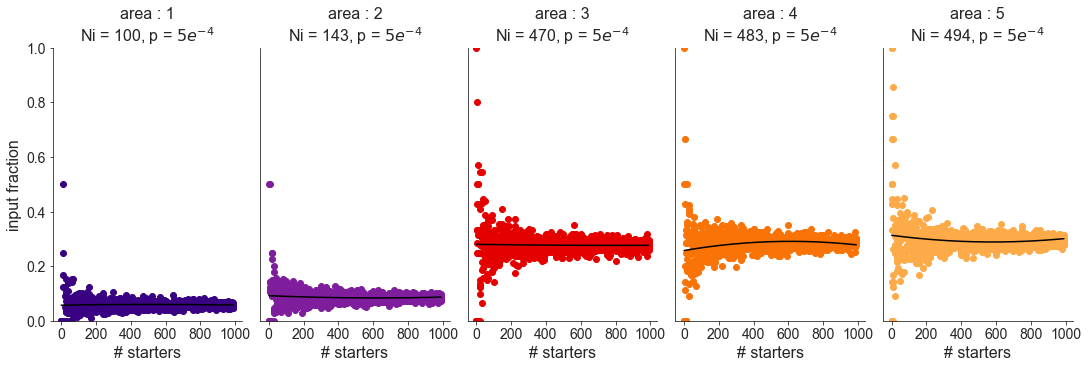 area : 1
Ni = 100, p = 5e⁻⁴
area : 2
Ni = 143, p = 5e⁻⁴
area : 3
Ni = 470, p = 5e⁻⁴
area : 4
Ni = 483, p = 5e⁻⁴
area : 5
Ni = 494, p = 5e⁻⁴
input fraction
1.0
0.8
0.6
0.4
0.2
0.0
0 200 400 600 800 1000
0 200 400 600 800 1000
0 200 400 600 800 1000
0 200 400 600 800 1000
0 200 400 600 800 1000
# starters
# starters
# starters
# starters
# starters